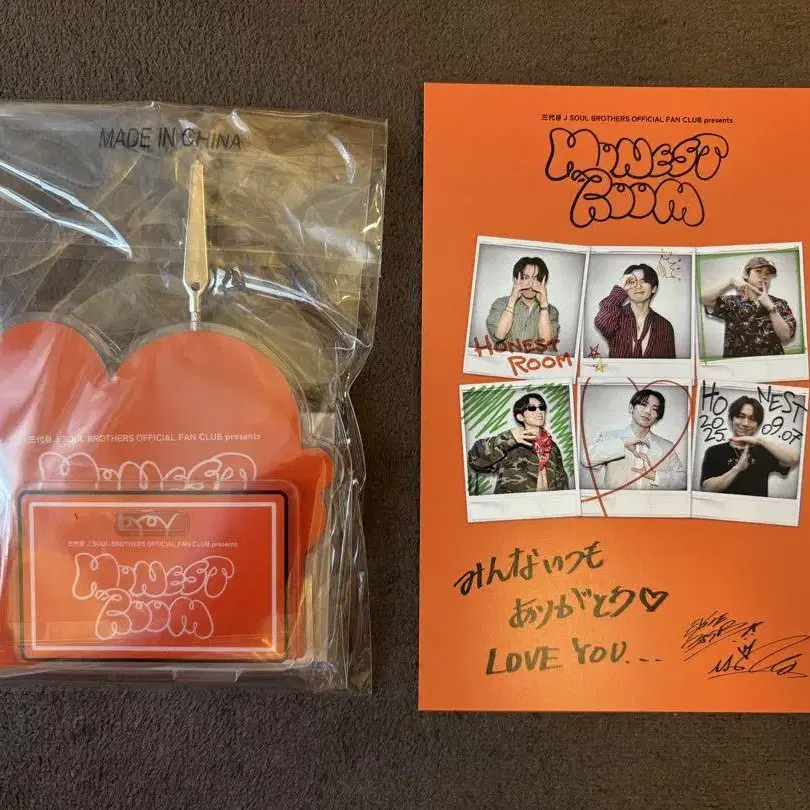 MADE IN CHINA
三代目 J SOUL BROTHERS OFFICIAL FAN CLUB presents
HONEST
三代目 J SOUL BROTHERS OFFICIAL FAN CLUB presents
HONEST
ROOM
三代目 J SOUL BROTHERS OFFICIAL FAN CLUB presents
HONEST
ROOM
HONEST
ROOM
HONEST
2025.
09.07
みんないつも
ありがとう♡
LOVE YOU...